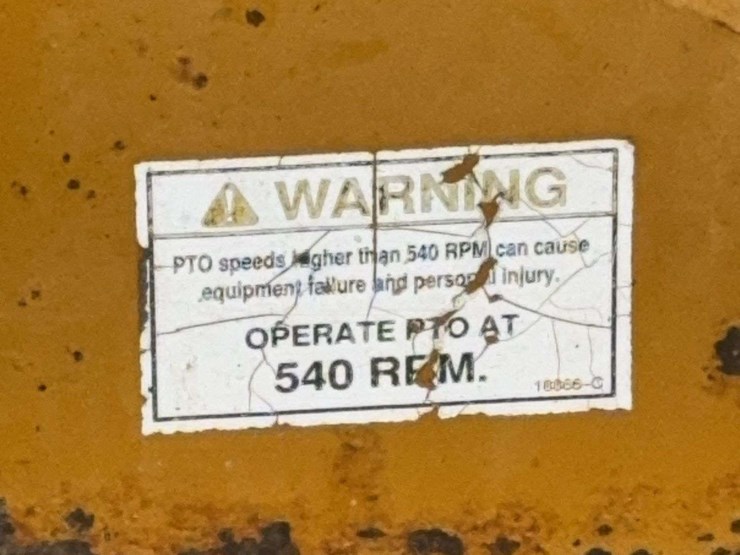 WARNING
PTO speeds higher than 540 RPM can cause
equipment failure and personal injury.
OPERATE PTO AT
540 RPM.
18866-C